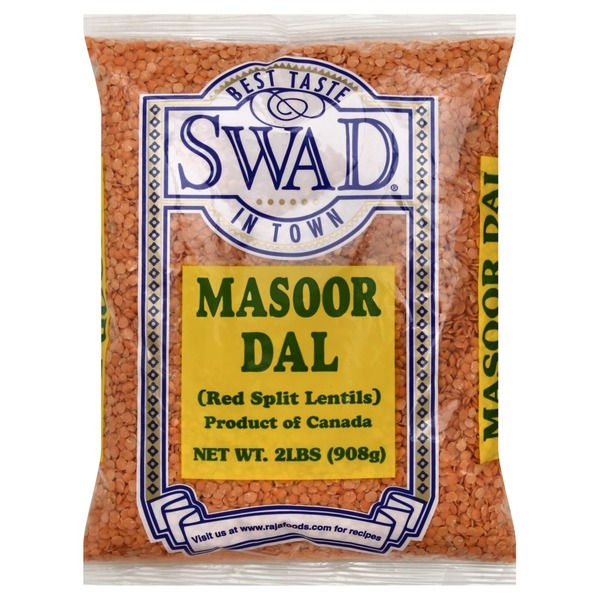 BEST TASTE
SWAD®
IN TOWN
MASOOR
DAL
(Red Split Lentils)
Product of Canada
NET WT. 2LBS (908g)
Visit us at www.rajafoods.com for recipes
MASOOR DAL